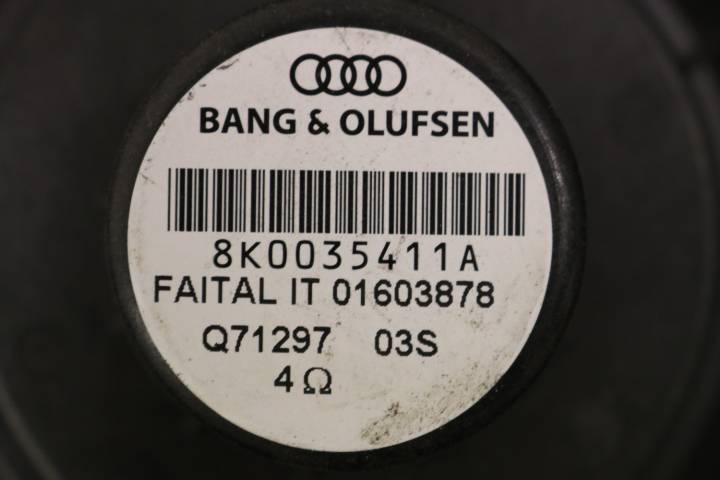 BANG & OLUFSEN
8K0035411A
FAITAL IT 01603878
Q71297 03S
4Ω